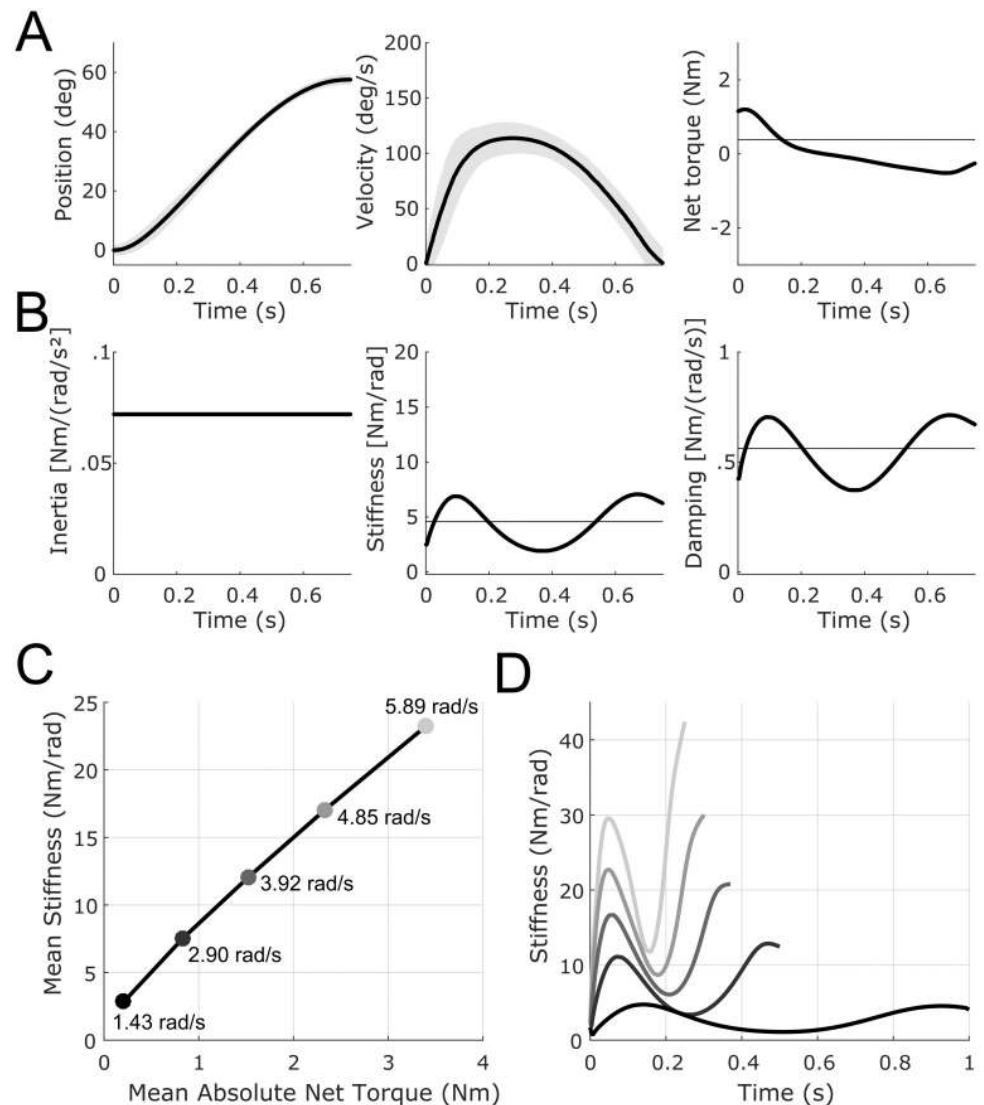 A
Position (deg)
60
40
20
0
0 0.2 0.4 0.6
Time (s)
Velocity (deg/s)
200
150
100
50
0
0 0.2 0.4 0.6
Time (s)
Net torque (Nm)
2
0
-2
0 0.2 0.4 0.6
Time (s)
B
Inertia [Nm/(rad/s²]
.1
.05
0
0 0.2 0.4 0.6
Time (s)
Stiffness [Nm/rad]
20
15
10
5
0
0 0.2 0.4 0.6
Time (s)
Damping [Nm/(rad/s)]
1
.5
0
0 0.2 0.4 0.6
Time (s)
C
Mean Stiffness (Nm/rad)
25
20
15
10
5
0
5.89 rad/s
4.85 rad/s
3.92 rad/s
2.90 rad/s
1.43 rad/s
0 1 2 3 4
Mean Absolute Net Torque (Nm)
D
Stiffness (Nm/rad)
40
30
20
10
0
0 0.2 0.4 0.6 0.8 1
Time (s)